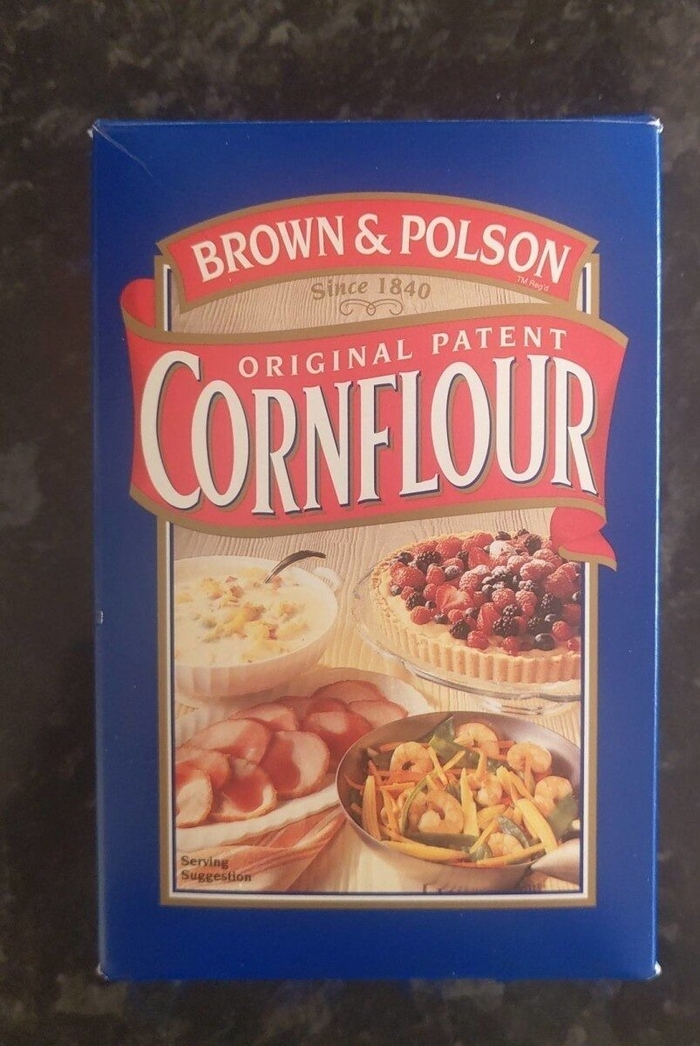 BROWN & POLSON
TM Reg'd
Since 1840
ORIGINAL PATENT
CORNFLOUR
Serving
Suggestion